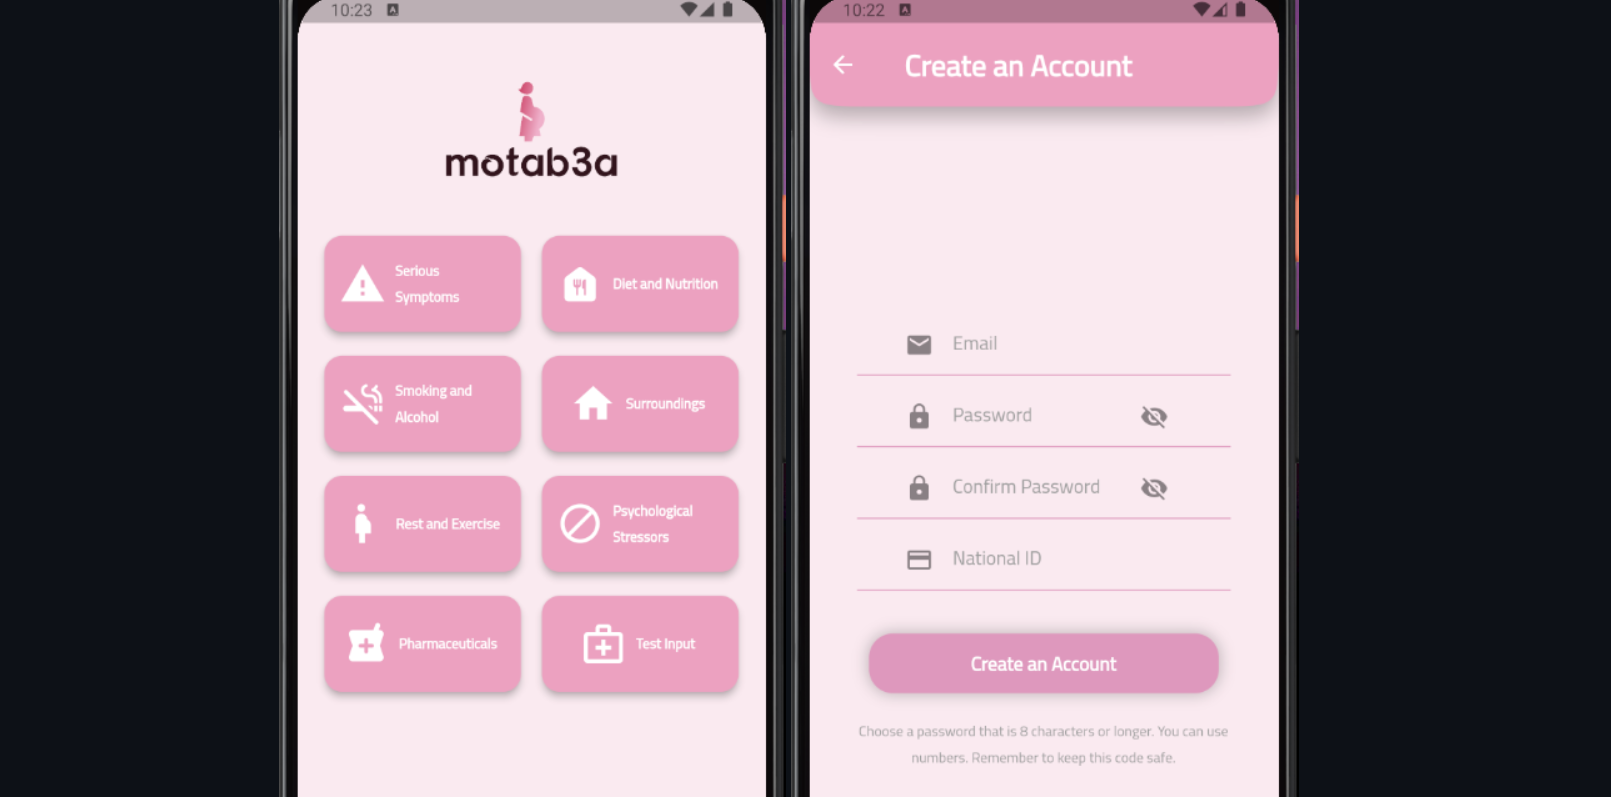 10:23
motab3a
Serious
Symptoms
Diet and Nutrition
Smoking and
Alcohol
Surroundings
Rest and Exercise
Psychological
Stressors
Pharmaceuticals
Test Input
10:22
Create an Account
Email
Password
Confirm Password
National ID
Create an Account
Choose a password that is 8 characters or longer. You can use
numbers. Remember to keep this code safe.